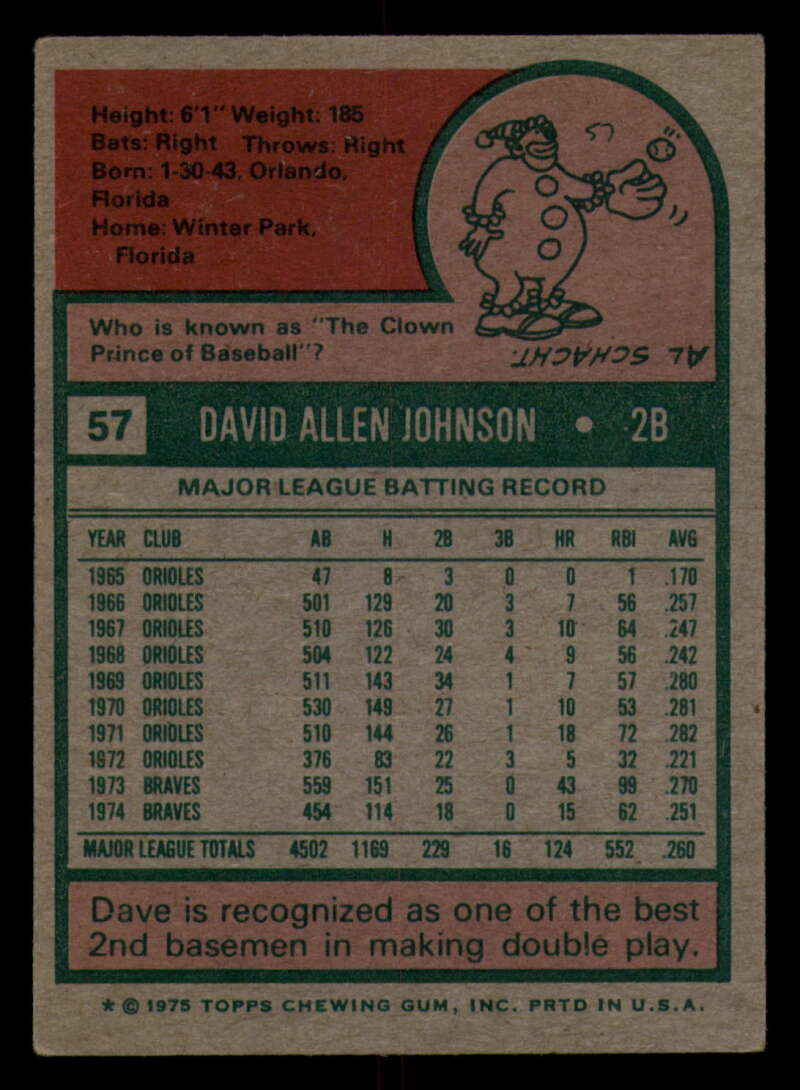 Height: 6'1" Weight: 185
Bats: Right Throws: Right
Born: 1-30-43, Orlando,
Florida
Home: Winter Park,
Florida
57
Who is known as "The Clown
Prince of Baseball"?
AL SCHACHT.
57 DAVID ALLEN JOHNSON • 2B
MAJOR LEAGUE BATTING RECORD
YEAR CLUB AB H 2B 3B HR RBI AVG
1965 ORIOLES 47 8 3 0 0 1 .170
1966 ORIOLES 501 129 20 3 7 56 .257
1967 ORIOLES 510 126 30 3 10 64 .247
1968 ORIOLES 504 122 24 4 9 56 .242
1969 ORIOLES 511 143 34 1 7 57 .280
1970 ORIOLES 530 149 27 1 10 53 .281
1971 ORIOLES 510 144 26 1 18 72 .282
1972 ORIOLES 376 83 22 3 5 32 .221
1973 BRAVES 559 151 25 0 43 99 .270
1974 BRAVES 454 114 18 0 15 62 .251
MAJOR LEAGUE TOTALS 4502 1169 229 16 124 552 .260
Dave is recognized as one of the best
2nd basemen in making double play.
* © 1975 TOPPS CHEWING GUM, INC. PRTD IN U.S.A.